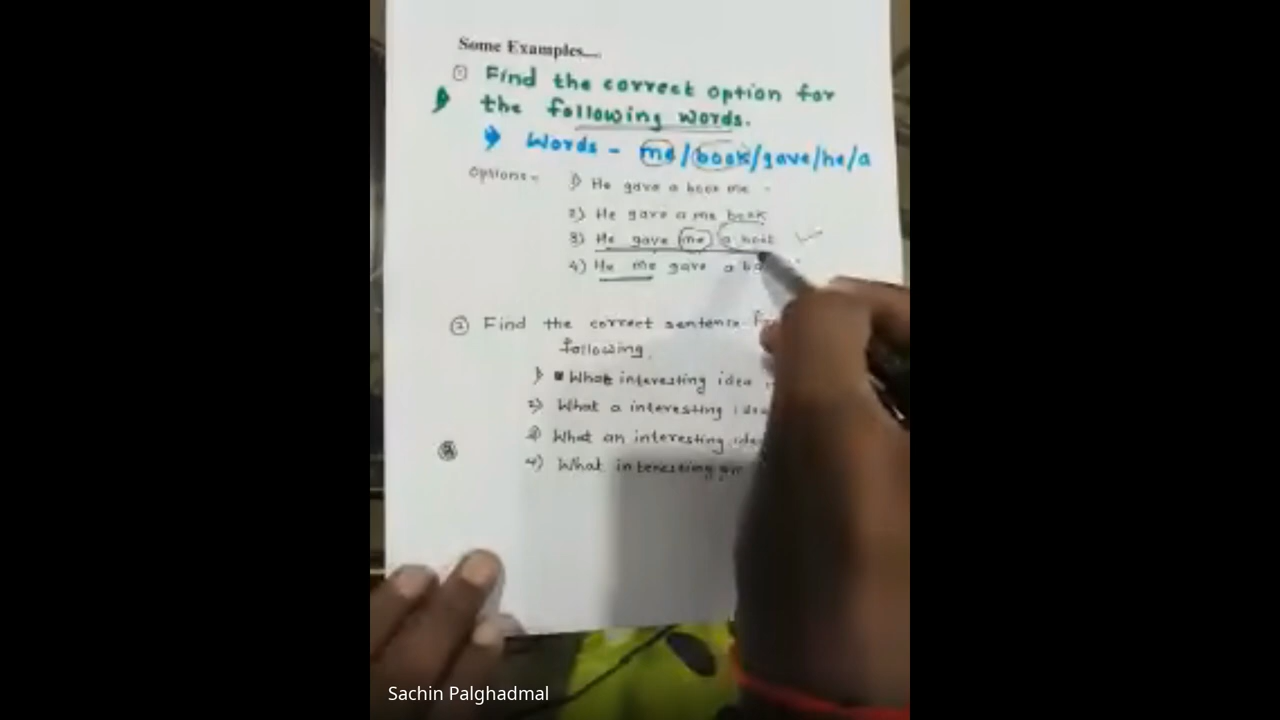 Some Examples....
① Find the correct option for
the following words.
Words - me/book/gave/he/a
Options- 1) He gave a book me -
2) He gave a me book
3) He gave me a book
4) He me gave a
② Find the correct sentence
following.
1) What interesting idea
2) What a interesting idea
3) What an interesting idea
4) What interesting an
Sachin Palghadmal